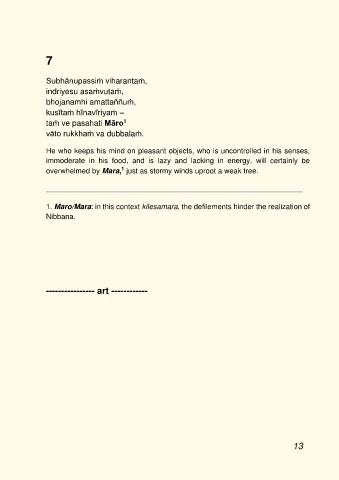 7
Subhānupassiṁ viharantaṁ,
indriyesu asaṁvutaṁ,
bhojanamhi amattaññuṁ,
kusītaṁ hīnavīriyaṁ –
taṁ ve pasahati Māro¹
vāto rukkhaṁ va dubbalaṁ.
He who keeps his mind on pleasant objects, who is uncontrolled in his senses,
immoderate in his food, and is lazy and lacking in energy, will certainly be
overwhelmed by Mara,¹ just as stormy winds uproot a weak tree.
1. Maro/Mara: in this context kilesamara, the defilements hinder the realization of
Nibbana.
---------------- art ------------
13